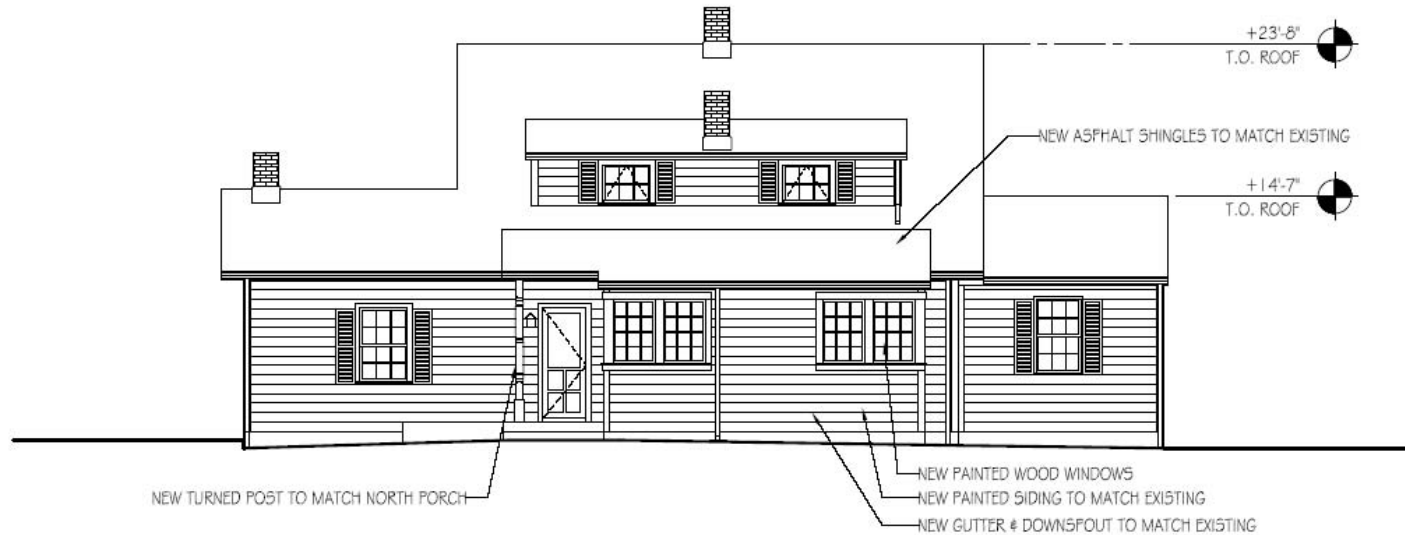 +23'-8"
T.O. ROOF
NEW ASPHALT SHINGLES TO MATCH EXISTING
+14'-7"
T.O. ROOF
NEW PAINTED WOOD WINDOWS
NEW TURNED POST TO MATCH NORTH PORCH
NEW PAINTED SIDING TO MATCH EXISTING
NEW GUTTER & DOWNSPOUT TO MATCH EXISTING